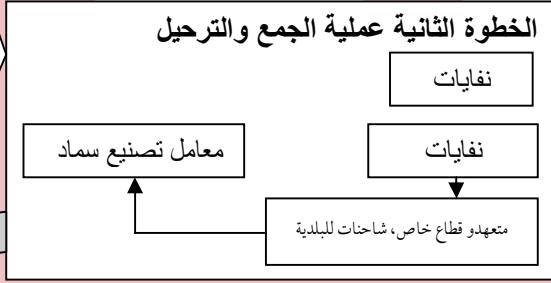 الخطوة الثانية عملية الجمع والترحيل
نفايات
نفايات
معامل تصنيع سماد
متعهدو قطاع خاص، شاحنات للبلدية